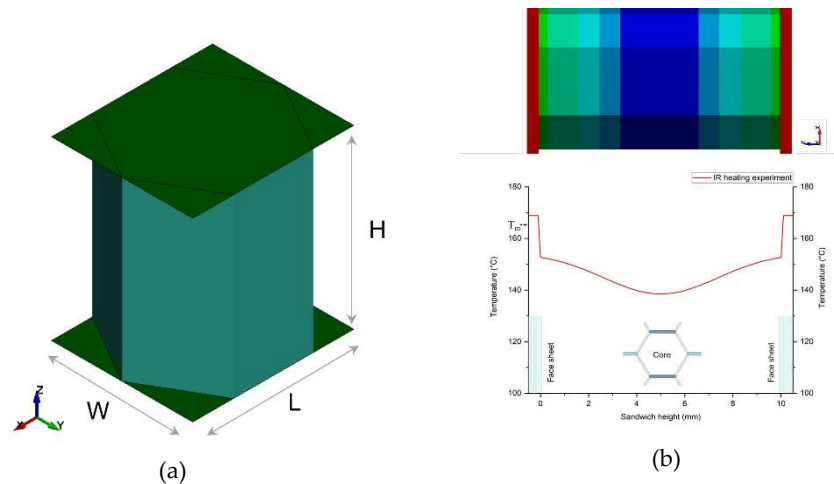 H
W
L
Z
X
Y
(a)
X
Z
180
180
IR heating experiment
Tm
160
160
Temperature (°C)
Temperature (°C)
140
140
120
120
Face sheet
Core
Face sheet
100
100
0
2
4
6
8
10
Sandwich height (mm)
(b)